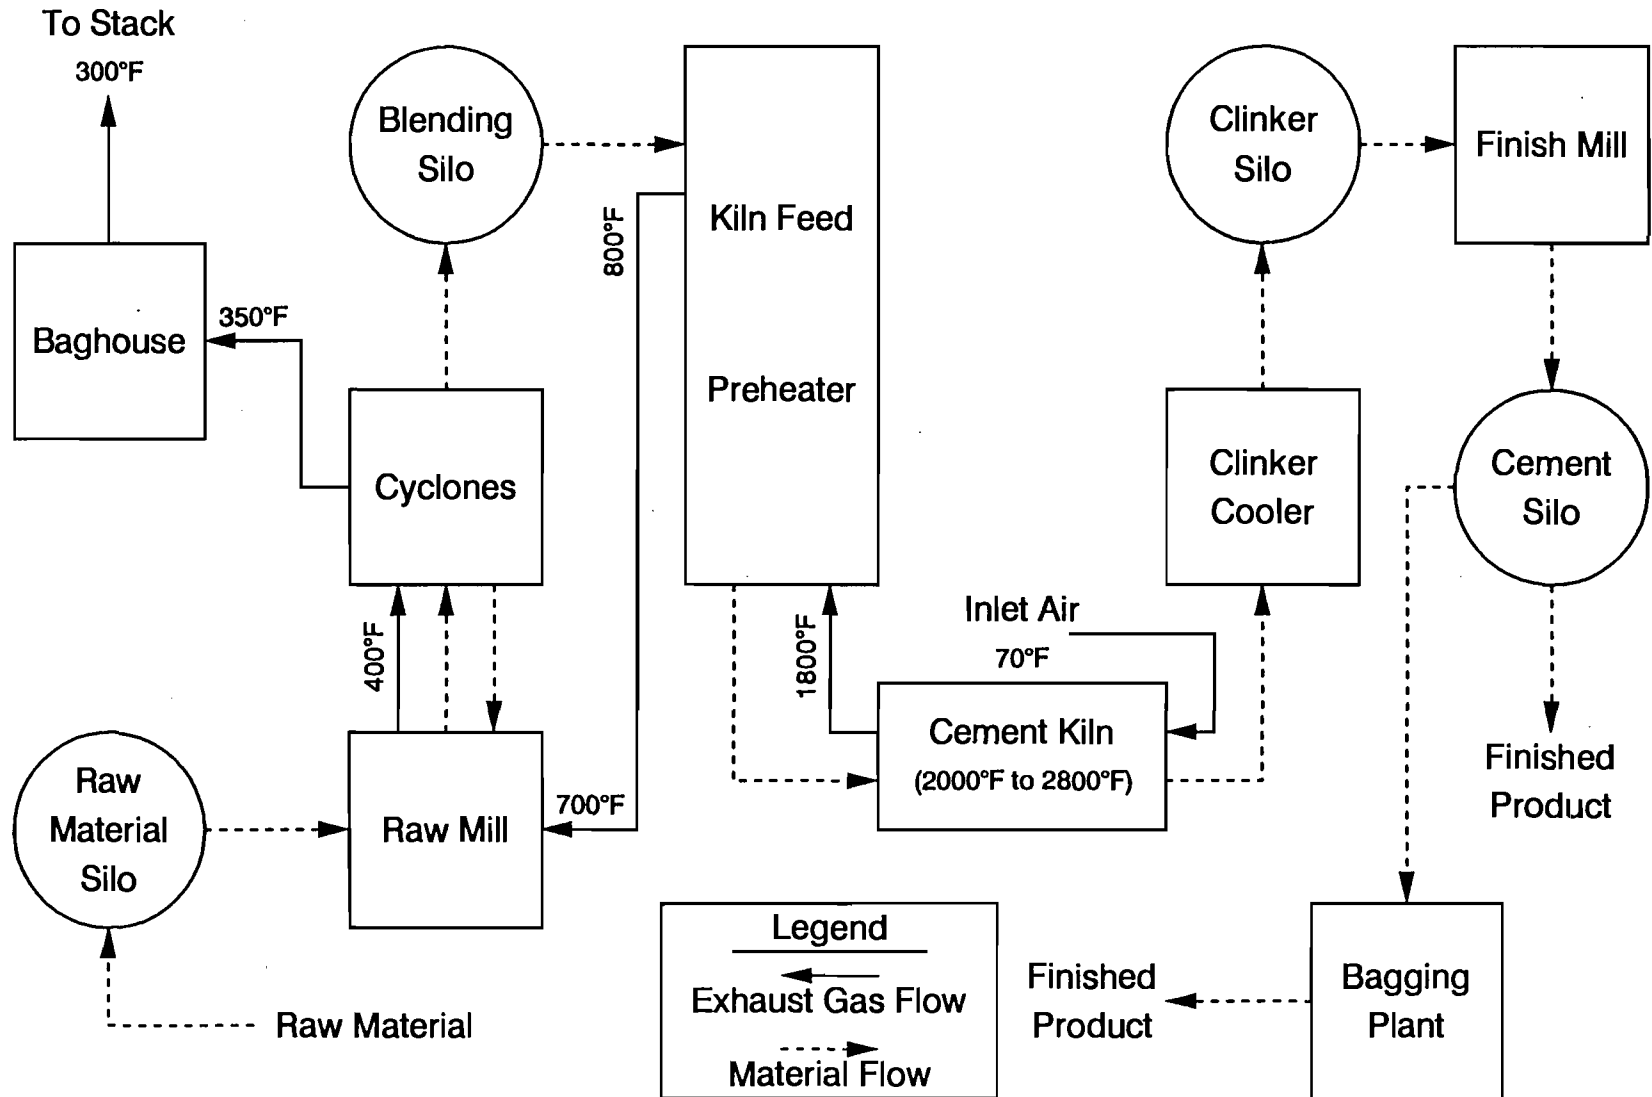 To Stack
300°F
Blending
Silo
Kiln Feed
Preheater
Clinker
Silo
Finish Mill
800°F
Baghouse
350°F
Cyclones
Clinker
Cooler
Cement
Silo
400°F
1800°F
Inlet Air
70°F
Cement Kiln
(2000°F to 2800°F)
Finished
Product
Raw
Material
Silo
Raw Mill
700°F
Legend
Exhaust Gas Flow
Material Flow
Finished
Product
Bagging
Plant
Raw Material